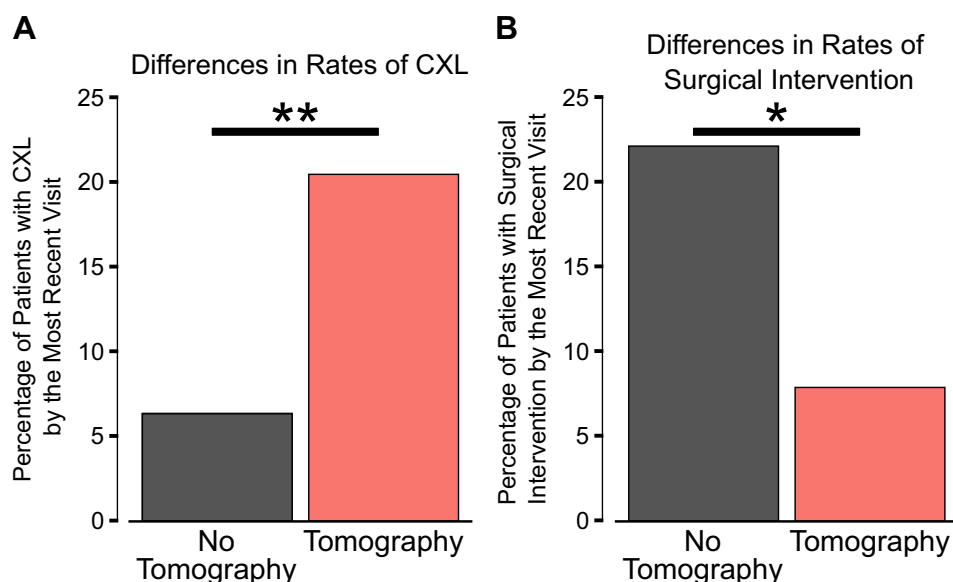 A
Differences in Rates of CXL
Percentage of Patients with CXL
by the Most Recent Visit
25
20
15
10
5
0
**
No
Tomography
Tomography
B
Differences in Rates of
Surgical Intervention
Percentage of Patients with Surgical
Intervention by the Most Recent Visit
25
20
15
10
5
0
*
No
Tomography
Tomography